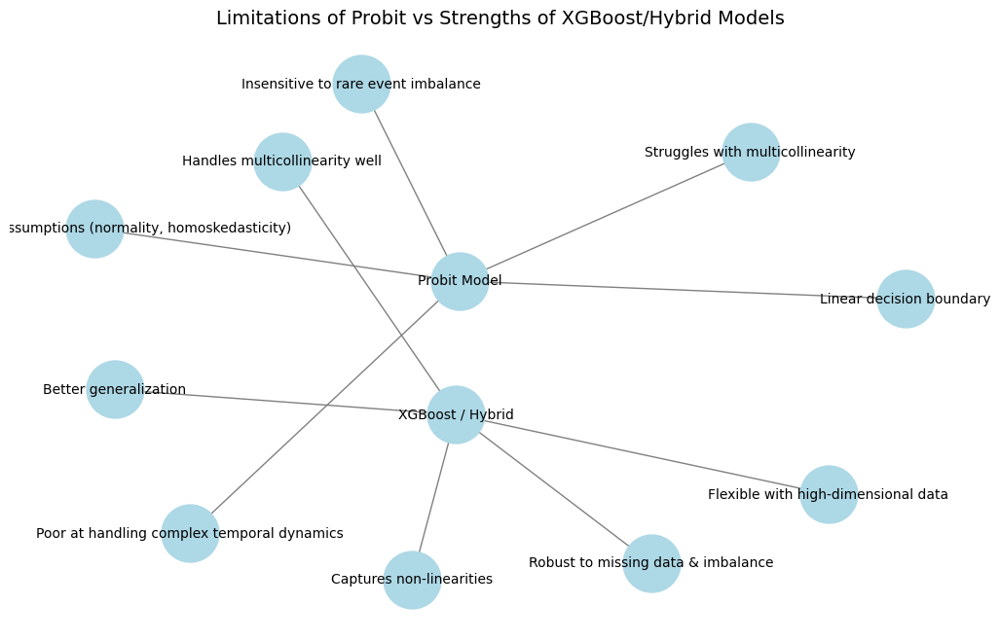 Limitations of Probit vs Strengths of XGBoost/Hybrid Models
Insensitive to rare event imbalance
Struggles with multicollinearity
Handles multicollinearity well
ssumptions (normality, homoskedasticity)
Probit Model
Linear decision boundary
Better generalization
XGBoost / Hybrid
Flexible with high-dimensional data
Poor at handling complex temporal dynamics
Robust to missing data & imbalance
Captures non-linearities